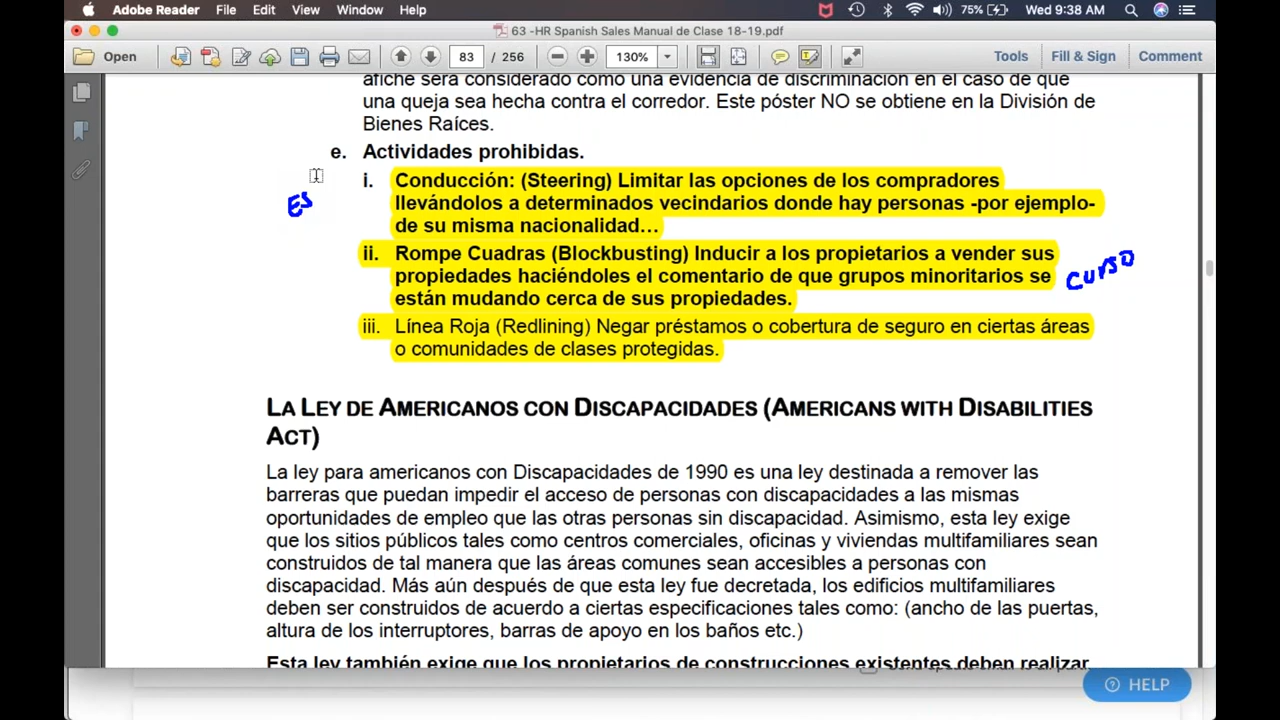 Adobe Reader File Edit View Window Help 75% Wed 9:38 AM
63 -HR Spanish Sales Manual de Clase 18-19.pdf
Open 83 / 256 130% Tools Fill & Sign Comment
afiche será considerado como una evidencia de discriminación en el caso de que
una queja sea hecha contra el corredor. Este póster NO se obtiene en la División de
Bienes Raíces.
e. Actividades prohibidas.
i. Conducción: (Steering) Limitar las opciones de los compradores
llevándolos a determinados vecindarios donde hay personas -por ejemplo-
de su misma nacionalidad…
ES
ii. Rompe Cuadras (Blockbusting) Inducir a los propietarios a vender sus
propiedades haciéndoles el comentario de que grupos minoritarios se
están mudando cerca de sus propiedades.
CURSO
iii. Línea Roja (Redlining) Negar préstamos o cobertura de seguro en ciertas áreas
o comunidades de clases protegidas.
LA LEY DE AMERICANOS CON DISCAPACIDADES (AMERICANS WITH DISABILITIES
ACT)
La ley para americanos con Discapacidades de 1990 es una ley destinada a remover las
barreras que puedan impedir el acceso de personas con discapacidades a las mismas
oportunidades de empleo que las otras personas sin discapacidad. Asimismo, esta ley exige
que los sitios públicos tales como centros comerciales, oficinas y viviendas multifamiliares sean
construidos de tal manera que las áreas comunes sean accesibles a personas con
discapacidad. Más aún después de que esta ley fue decretada, los edificios multifamiliares
deben ser construidos de acuerdo a ciertas especificaciones tales como: (ancho de las puertas,
altura de los interruptores, barras de apoyo en los baños etc.)
Esta ley también exige que los propietarios de construcciones existentes deben realizar
HELP